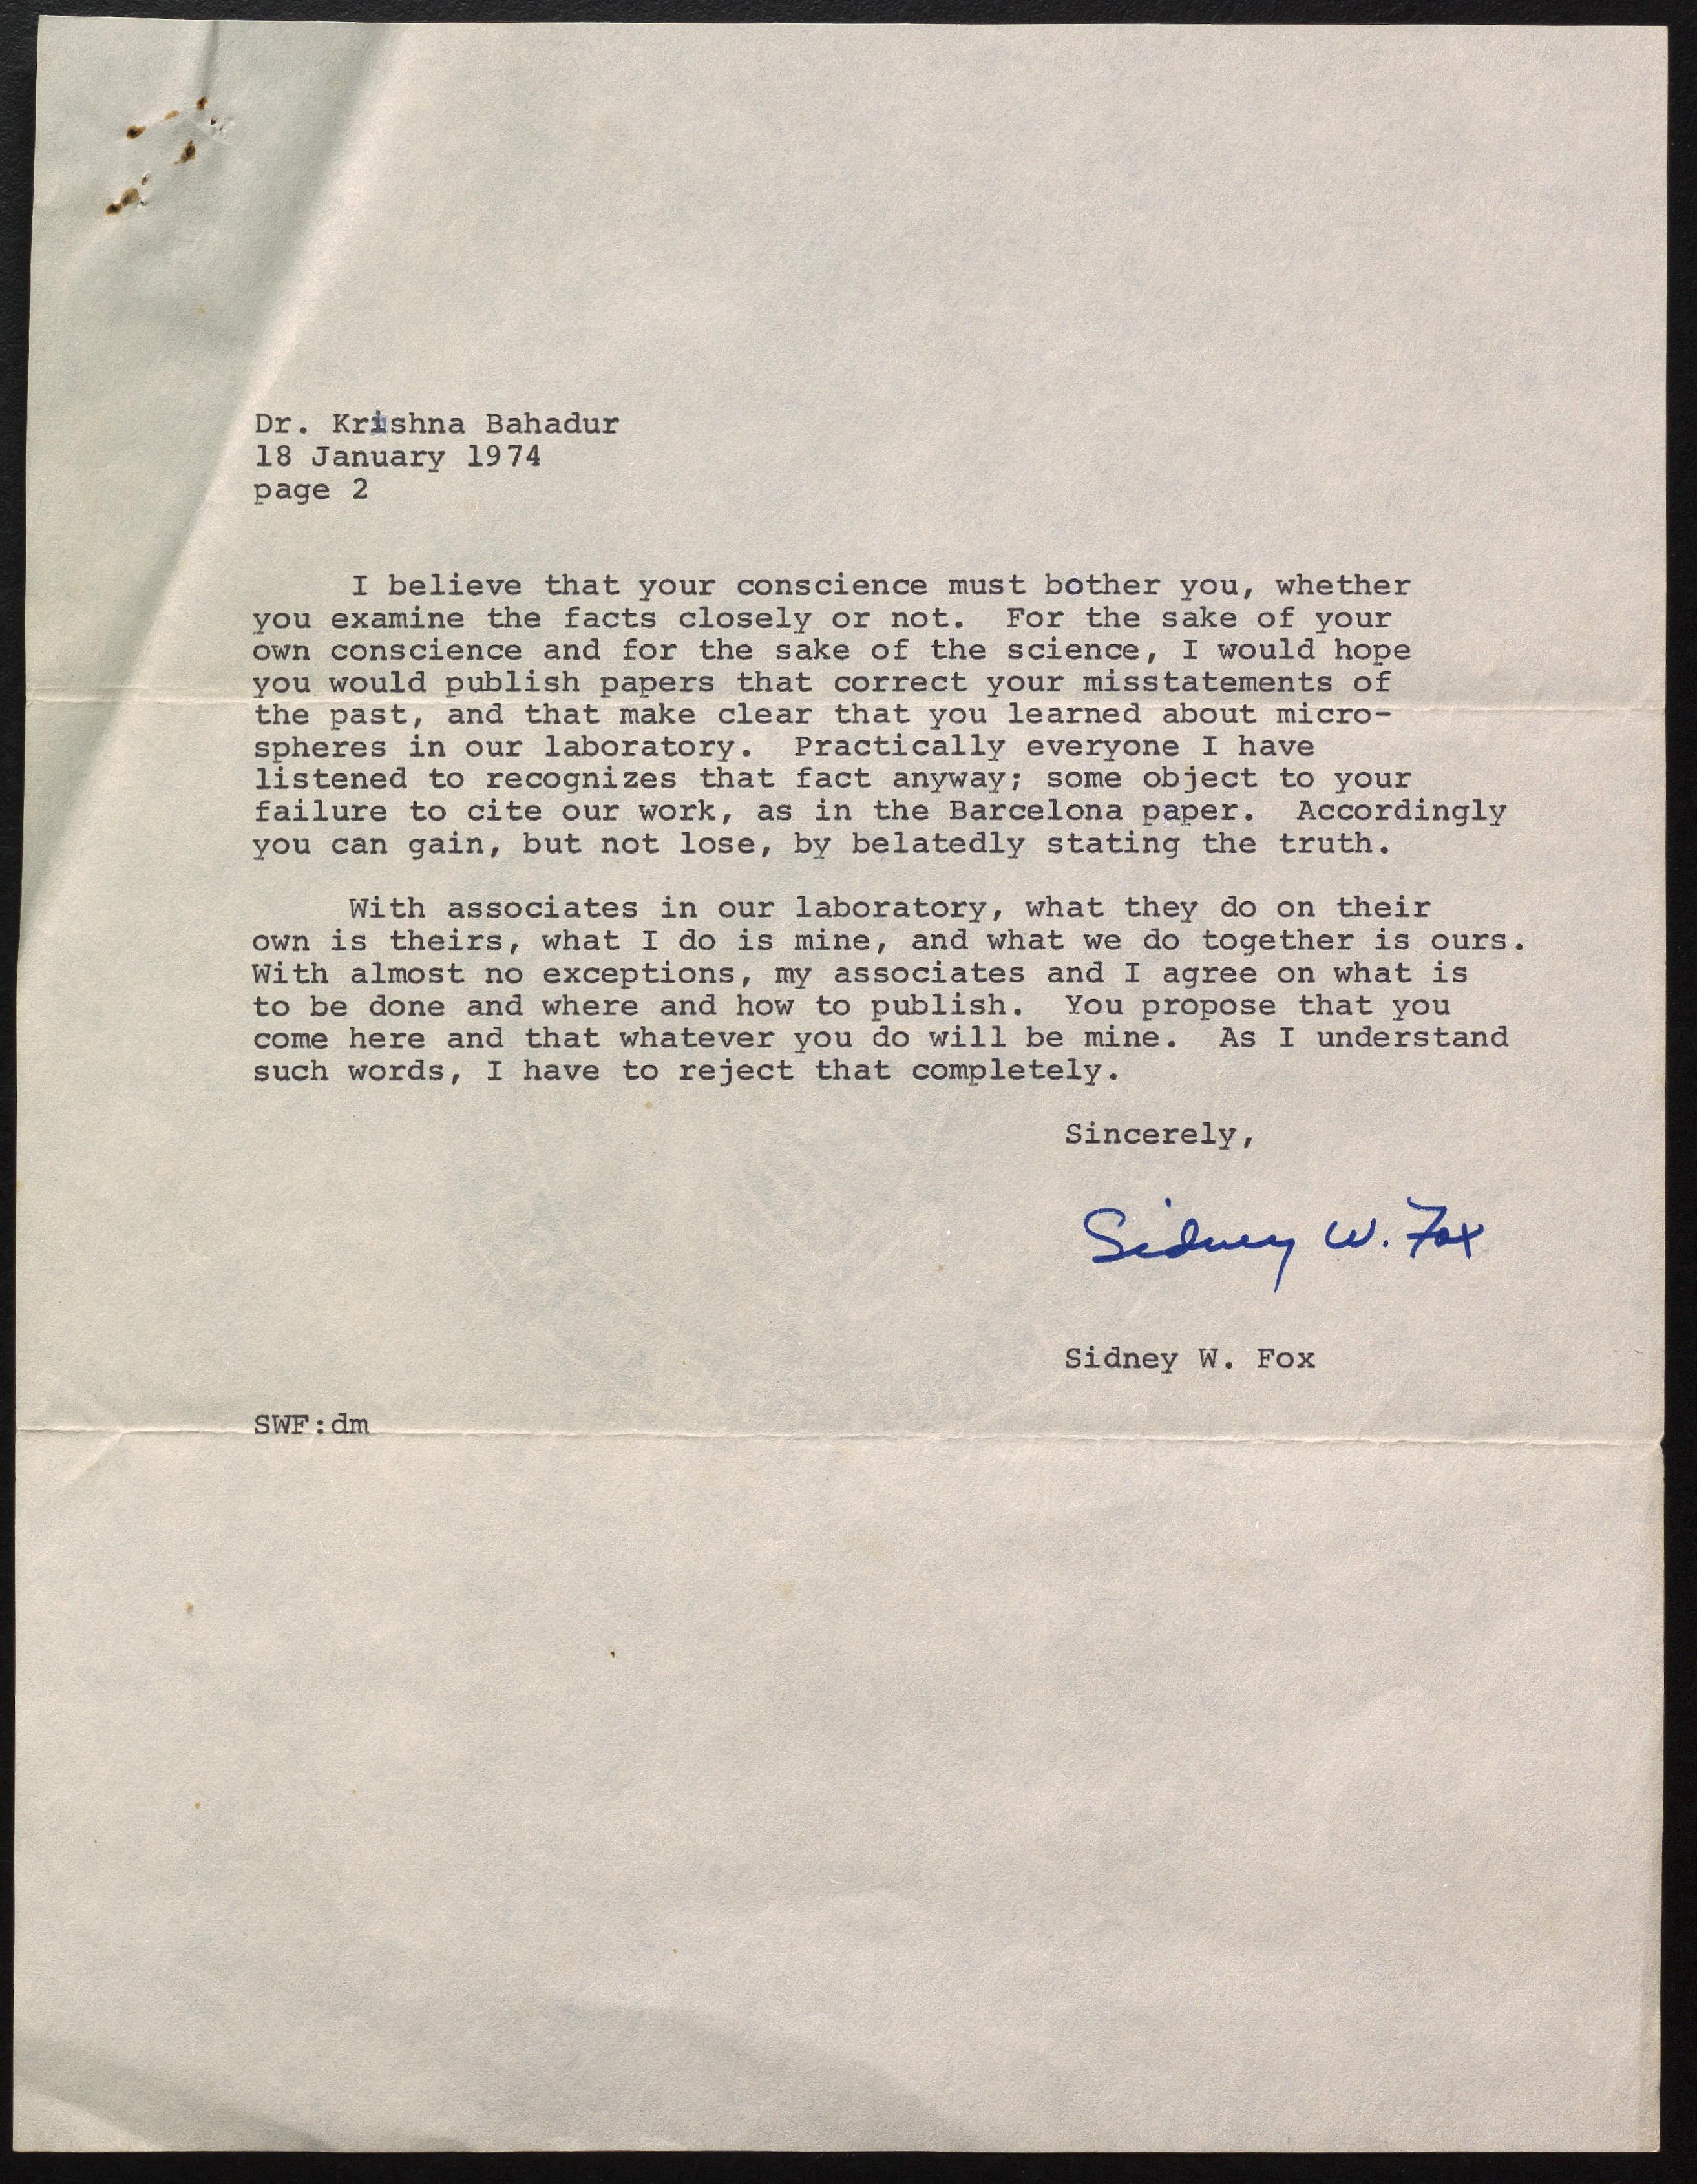 Dr. Krishna Bahadur
18 January 1974
page 2
I believe that your conscience must bother you, whether
you examine the facts closely or not. For the sake of your
own conscience and for the sake of the science, I would hope
you would publish papers that correct your misstatements of
the past, and that make clear that you learned about micro-
spheres in our laboratory. Practically everyone I have
listened to recognizes that fact anyway; some object to your
failure to cite our work, as in the Barcelona paper. Accordingly
you can gain, but not lose, by belatedly stating the truth.
With associates in our laboratory, what they do on their
own is theirs, what I do is mine, and what we do together is ours.
With almost no exceptions, my associates and I agree on what is
to be done and where and how to publish. You propose that you
come here and that whatever you do will be mine. As I understand
such words, I have to reject that completely.
Sincerely,
Sidney W. Fox
Sidney W. Fox
SWF:dm